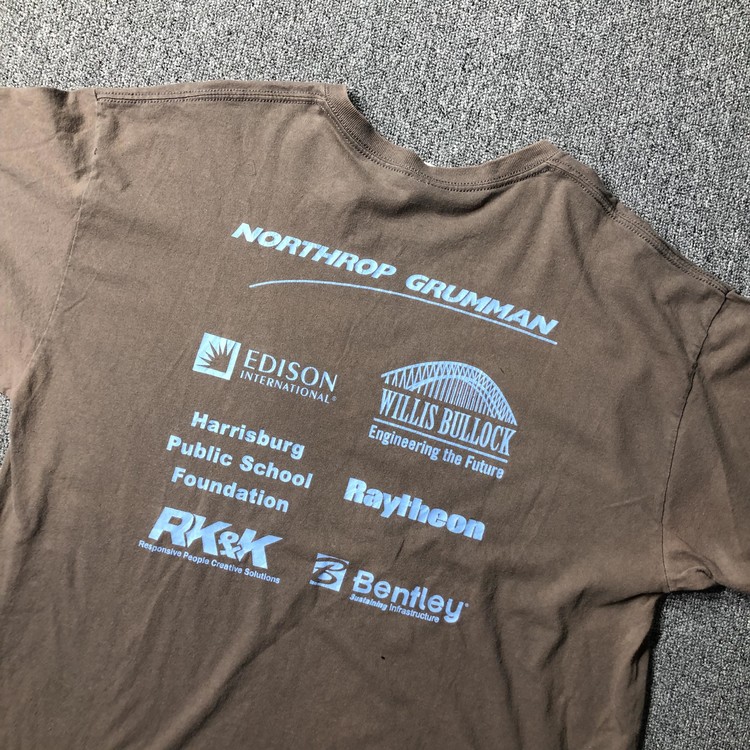 NORTHROP GRUMMAN
EDISON
INTERNATIONAL®
WILLIS BULLOCK
Engineering the Future
Harrisburg
Public School
Foundation
Raytheon
RK&K
Responsive People Creative Solutions
Bentley®
Sustaining Infrastructure